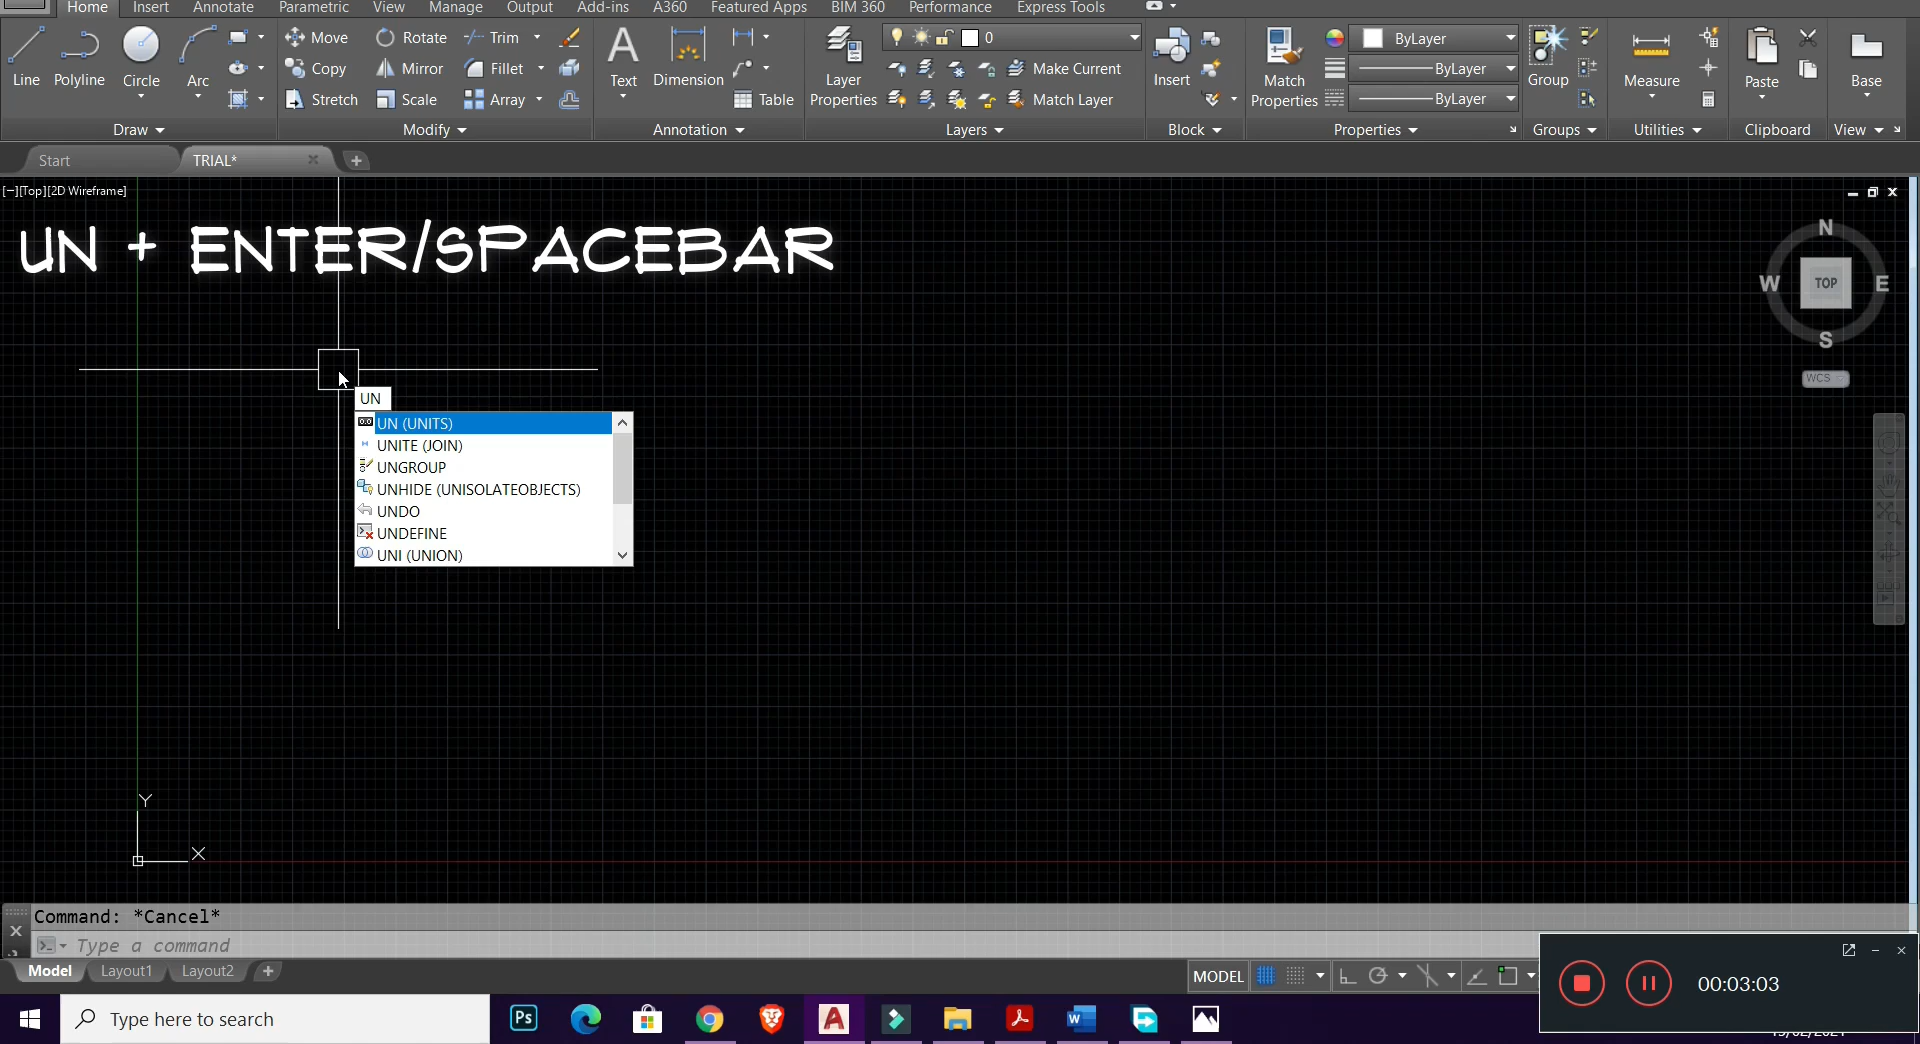 Home Insert Annotate Parametric View Manage Output Add-ins A360 Featured Apps BIM 360 Performance Express Tools
Line Polyline Circle Arc
Move Rotate Trim
Copy Mirror Fillet
Stretch Scale Array
Text Dimension
Table
Layer Properties
0
Make Current
Match Layer
Insert
Match Properties
ByLayer
ByLayer
ByLayer
Group
Measure
Paste
Base
Draw Modify Annotation Layers Block Properties Groups Utilities Clipboard View
Start TRIAL*
[−][Top][2D Wireframe]
UN + ENTER/SPACEBAR
N
W TOP E
S
WCS
UN
UN (UNITS)
UNITE (JOIN)
UNGROUP
UNHIDE (UNISOLATEOBJECTS)
UNDO
UNDEFINE
UNI (UNION)
Y
X
Command: *Cancel*
Type a command
Model Layout1 Layout2
MODEL
00:03:03
Type here to search
Ps